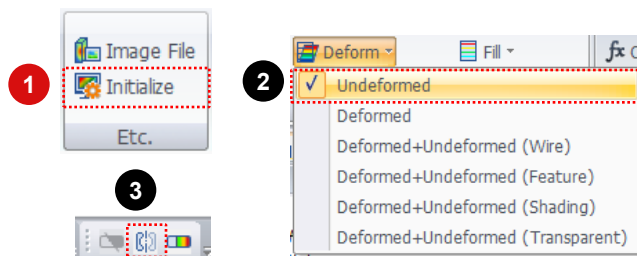 Image File
1
Initialize
Etc.
3
2
Deform
Fill
fx
Undeformed
Deformed
Deformed+Undeformed (Wire)
Deformed+Undeformed (Feature)
Deformed+Undeformed (Shading)
Deformed+Undeformed (Transparent)